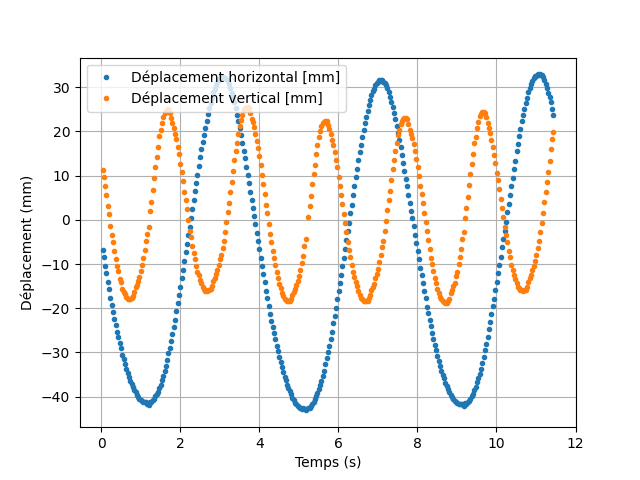 Déplacement horizontal [mm]
Déplacement vertical [mm]
30
20
10
0
−10
−20
−30
−40
Déplacement (mm)
0 2 4 6 8 10 12
Temps (s)